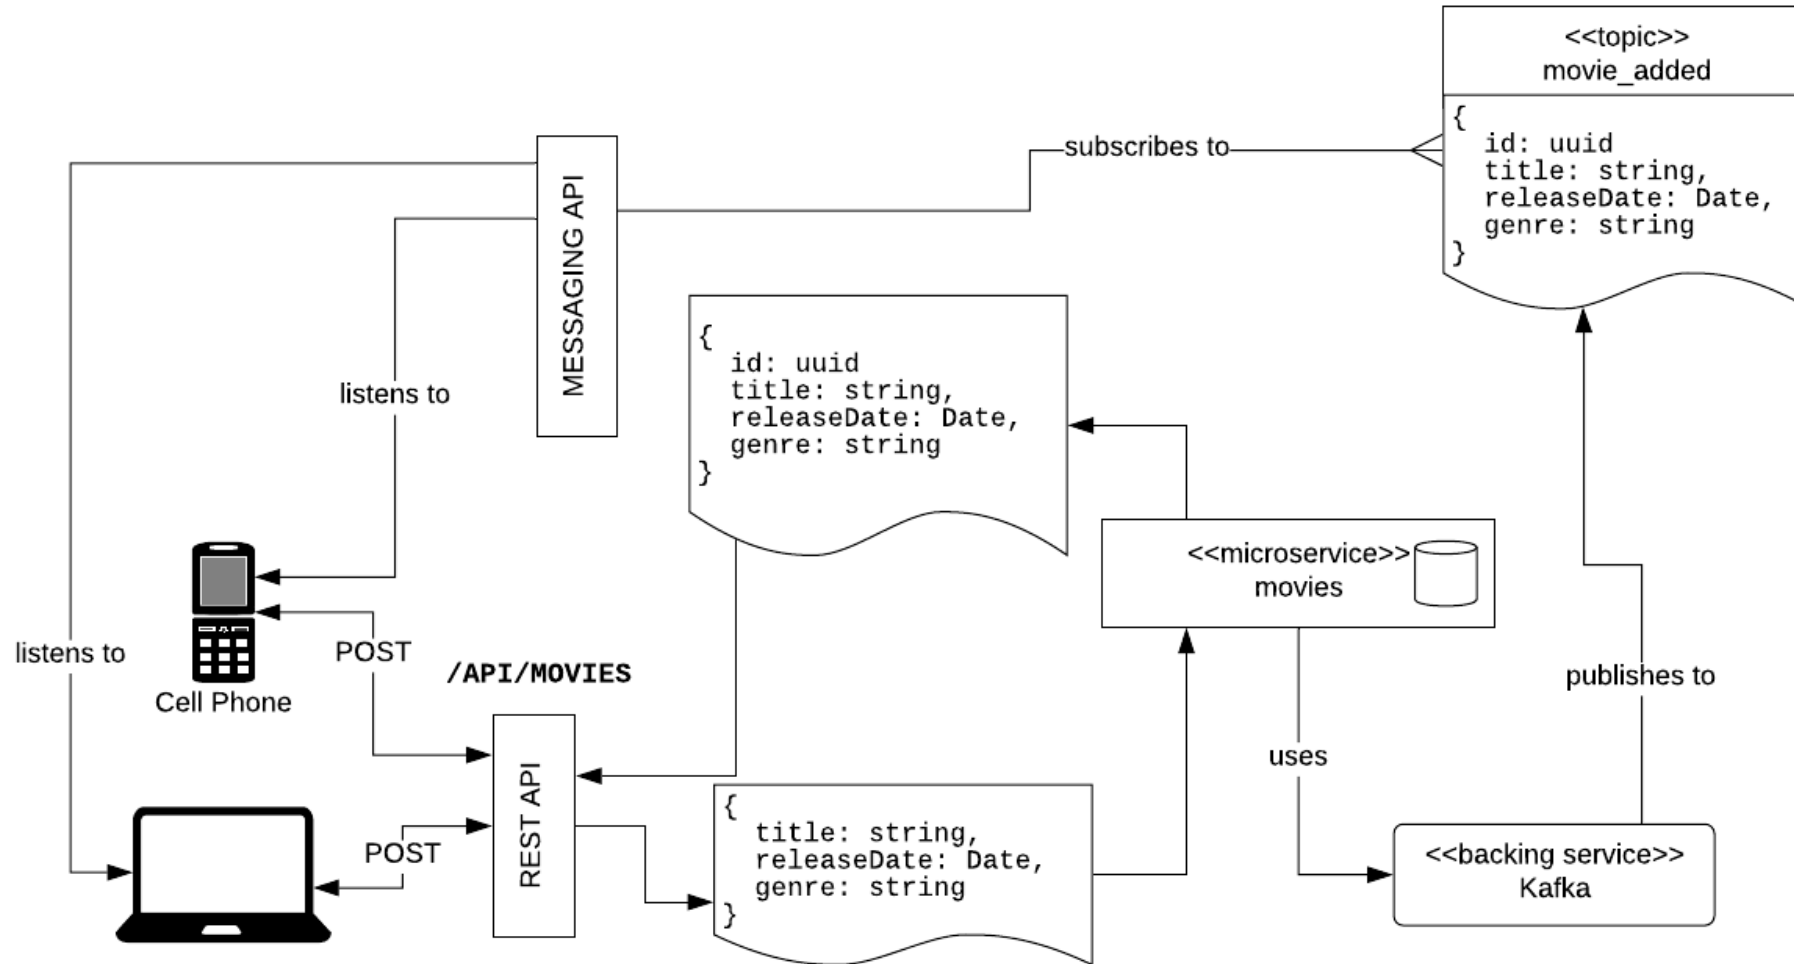 <<topic>>
movie_added
{
id: uuid
title: string,
releaseDate: Date,
genre: string
}
subscribes to
MESSAGING API
{
id: uuid
title: string,
releaseDate: Date,
genre: string
}
listens to
<<microservice>>
movies
listens to
POST
/API/MOVIES
Cell Phone
publishes to
uses
REST API
POST
{
title: string,
releaseDate: Date,
genre: string
}
<<backing service>>
Kafka